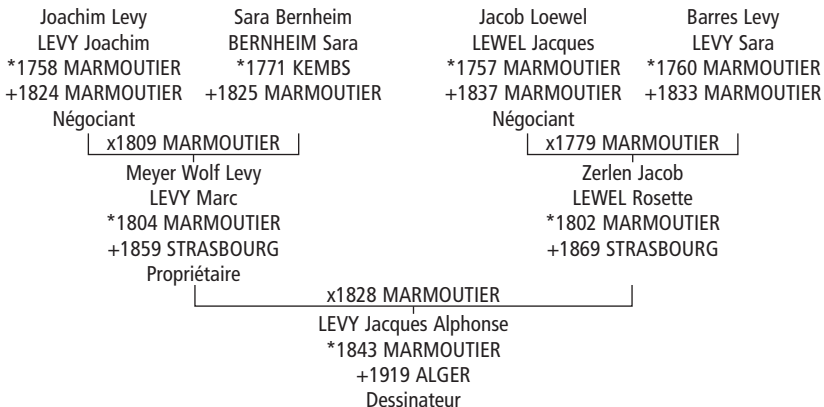 Joachim Levy
LEVY Joachim
*1758 MARMOUTIER
+1824 MARMOUTIER
Négociant
Sara Bernheim
BERNHEIM Sara
*1771 KEMBS
+1825 MARMOUTIER
x1809 MARMOUTIER
Jacob Loewel
LEWEL Jacques
*1757 MARMOUTIER
+1837 MARMOUTIER
Négociant
Barres Levy
LEVY Sara
*1760 MARMOUTIER
+1833 MARMOUTIER
x1779 MARMOUTIER
Meyer Wolf Levy
LEVY Marc
*1804 MARMOUTIER
+1859 STRASBOURG
Propriétaire
Zerlen Jacob
LEWEL Rosette
*1802 MARMOUTIER
+1869 STRASBOURG
x1828 MARMOUTIER
LEVY Jacques Alphonse
*1843 MARMOUTIER
+1919 ALGER
Dessinateur